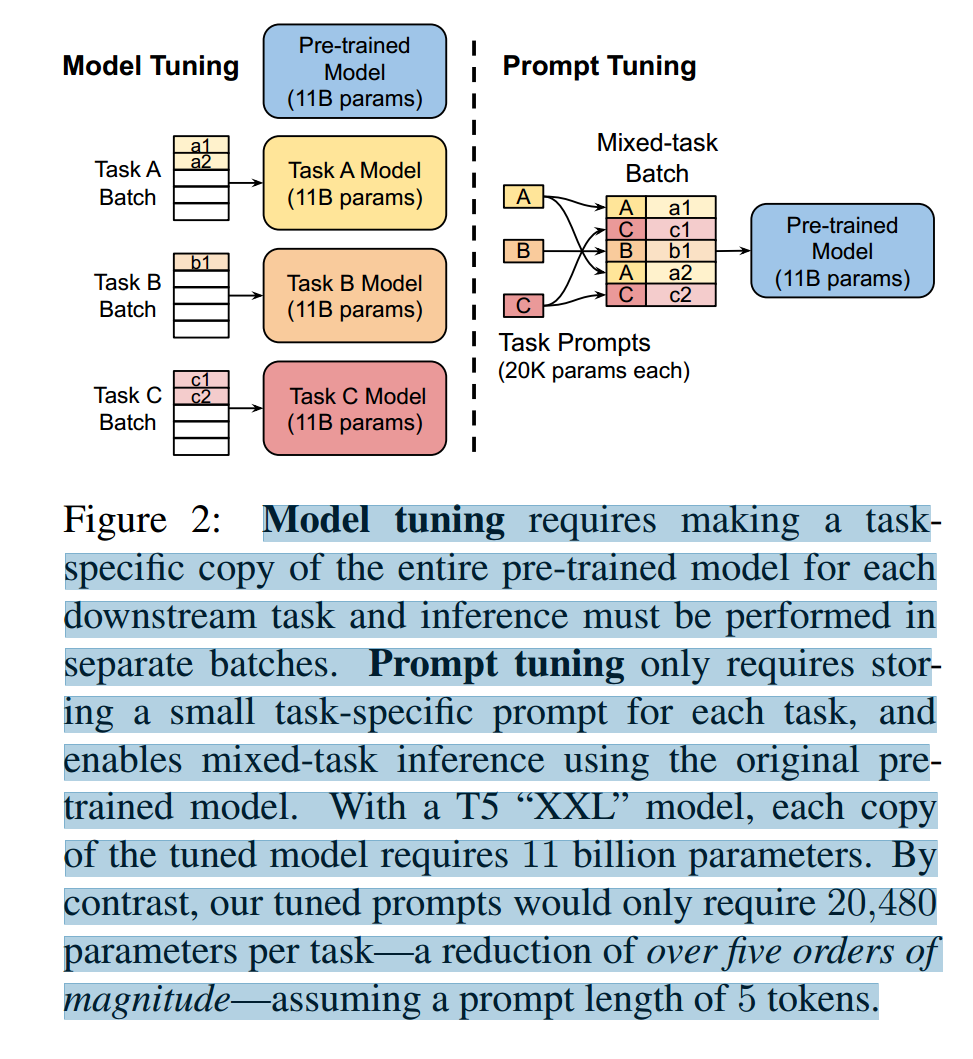 Model Tuning
Pre-trained
Model
(11B params)
Task A
Batch
a1
a2
Task A Model
(11B params)
Task B
Batch
b1
Task B Model
(11B params)
Task C
Batch
c1
c2
Task C Model
(11B params)
Prompt Tuning
Mixed-task
Batch
A
B
C
A a1
C c1
B b1
A a2
C c2
Pre-trained
Model
(11B params)
Task Prompts
(20K params each)
Figure 2: Model tuning requires making a task-
specific copy of the entire pre-trained model for each
downstream task and inference must be performed in
separate batches. Prompt tuning only requires stor-
ing a small task-specific prompt for each task, and
enables mixed-task inference using the original pre-
trained model. With a T5 “XXL” model, each copy
of the tuned model requires 11 billion parameters. By
contrast, our tuned prompts would only require 20,480
parameters per task—a reduction of over five orders of
magnitude—assuming a prompt length of 5 tokens.